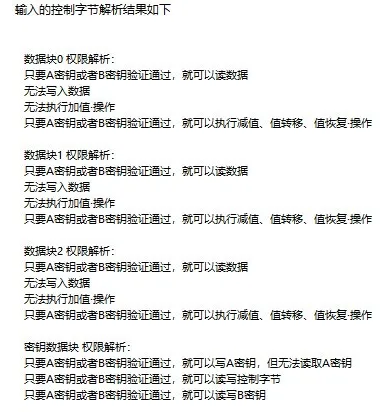 输入的控制字节解析结果如下
数据块0 权限解析：
只要A密钥或者B密钥验证通过，就可以读数据
无法写入数据
无法执行加值·操作
只要A密钥或者B密钥验证通过，就可以执行减值、值转移、值恢复·操作
数据块1 权限解析：
只要A密钥或者B密钥验证通过，就可以读数据
无法写入数据
无法执行加值·操作
只要A密钥或者B密钥验证通过，就可以执行减值、值转移、值恢复·操作
数据块2 权限解析：
只要A密钥或者B密钥验证通过，就可以读数据
无法写入数据
无法执行加值·操作
只要A密钥或者B密钥验证通过，就可以执行减值、值转移、值恢复·操作
密钥数据块 权限解析：
只要A密钥或者B密钥验证通过，就可以写A密钥，但无法读取A密钥
只要A密钥或者B密钥验证通过，就可以读写控制字节
只要A密钥或者B密钥验证通过，就可以读写B密钥